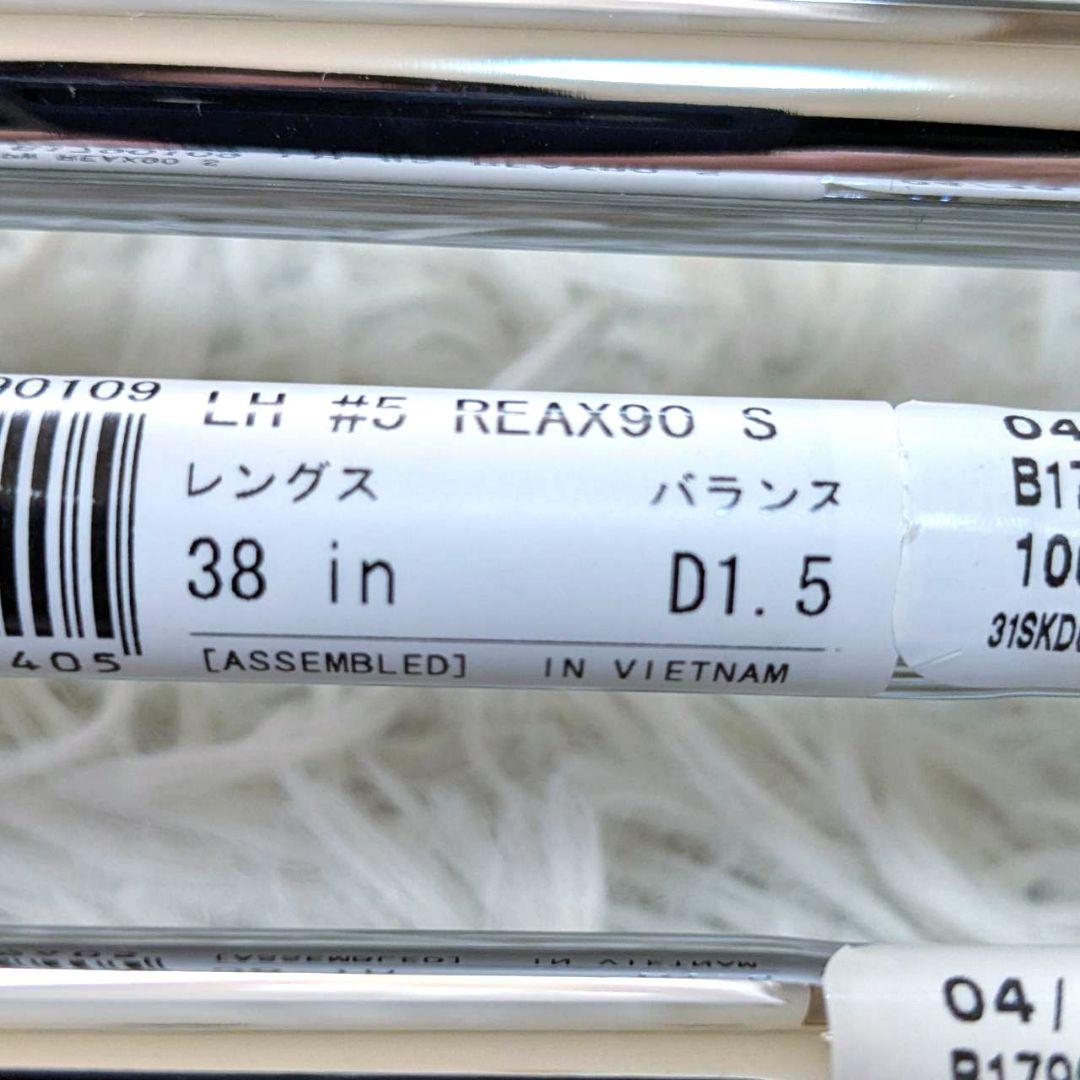 90109
LH #5 REAX90 S
レングス バランス
38 in D1.5
405
[ASSEMBLED] IN VIETNAM
04
B17
31SKD
04/
B179